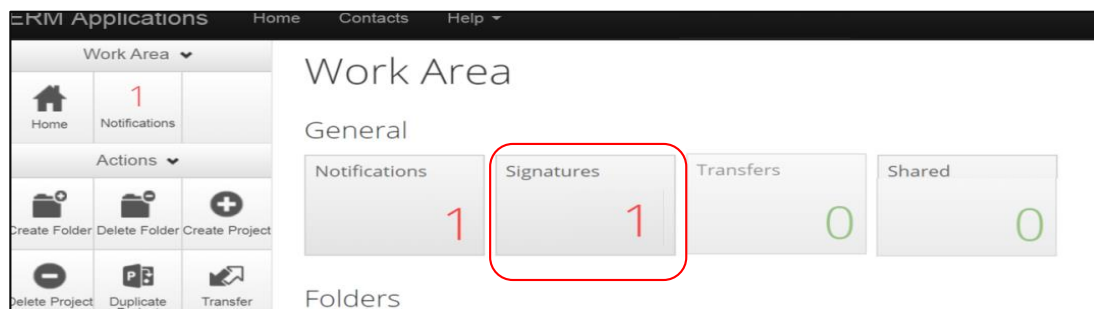 ERM Applications Home Contacts Help
Work Area
1
Home Notifications
Actions
Create Folder Delete Folder Create Project
Delete Project Duplicate Transfer
Work Area
General
Notifications Signatures Transfers Shared
1 1 0 0
Folders